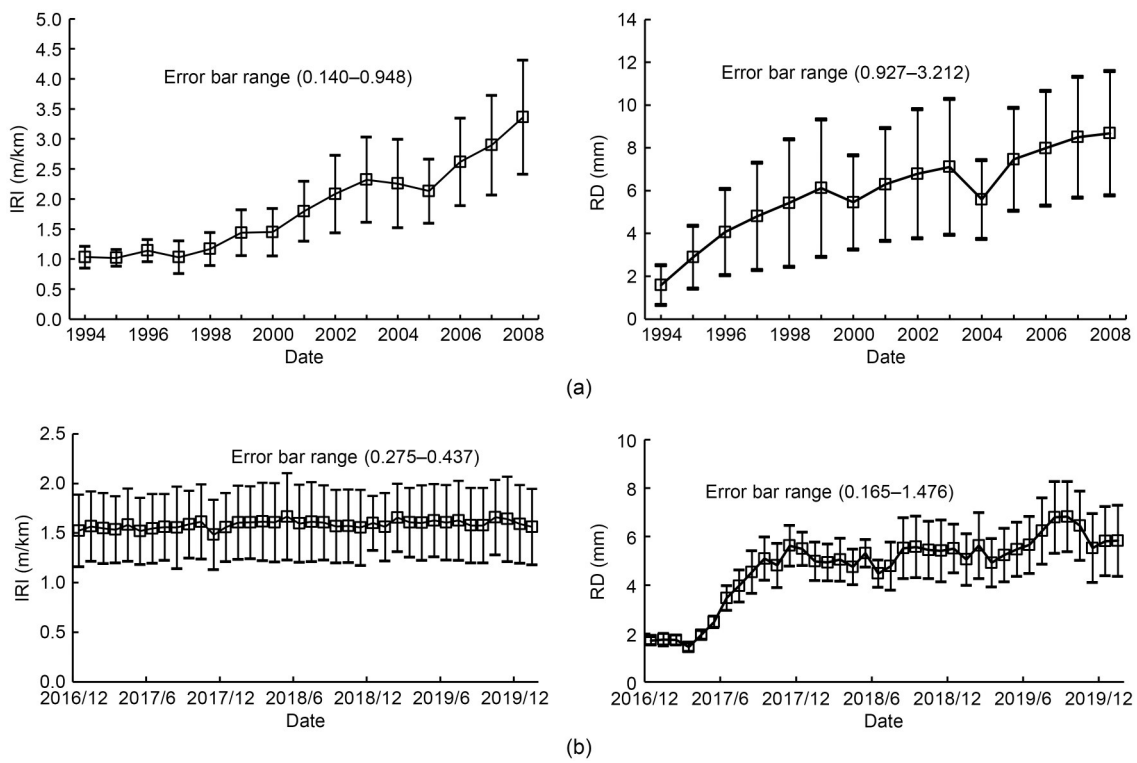 5.0
4.5
4.0
3.5
3.0
2.5
2.0
1.5
1.0
0.5
0.0
IRI (m/km)
Error bar range (0.140–0.948)
1994 1996 1998 2000 2002 2004 2006 2008
Date
14
12
10
8
6
4
2
0
RD (mm)
Error bar range (0.927–3.212)
1994 1996 1998 2000 2002 2004 2006 2008
Date
(a)
2.5
2.0
1.5
1.0
0.5
0.0
IRI (m/km)
Error bar range (0.275–0.437)
2016/12 2017/6 2017/12 2018/6 2018/12 2019/6 2019/12
Date
10
8
6
4
2
0
RD (mm)
Error bar range (0.165–1.476)
2016/12 2017/6 2017/12 2018/6 2018/12 2019/6 2019/12
Date
(b)